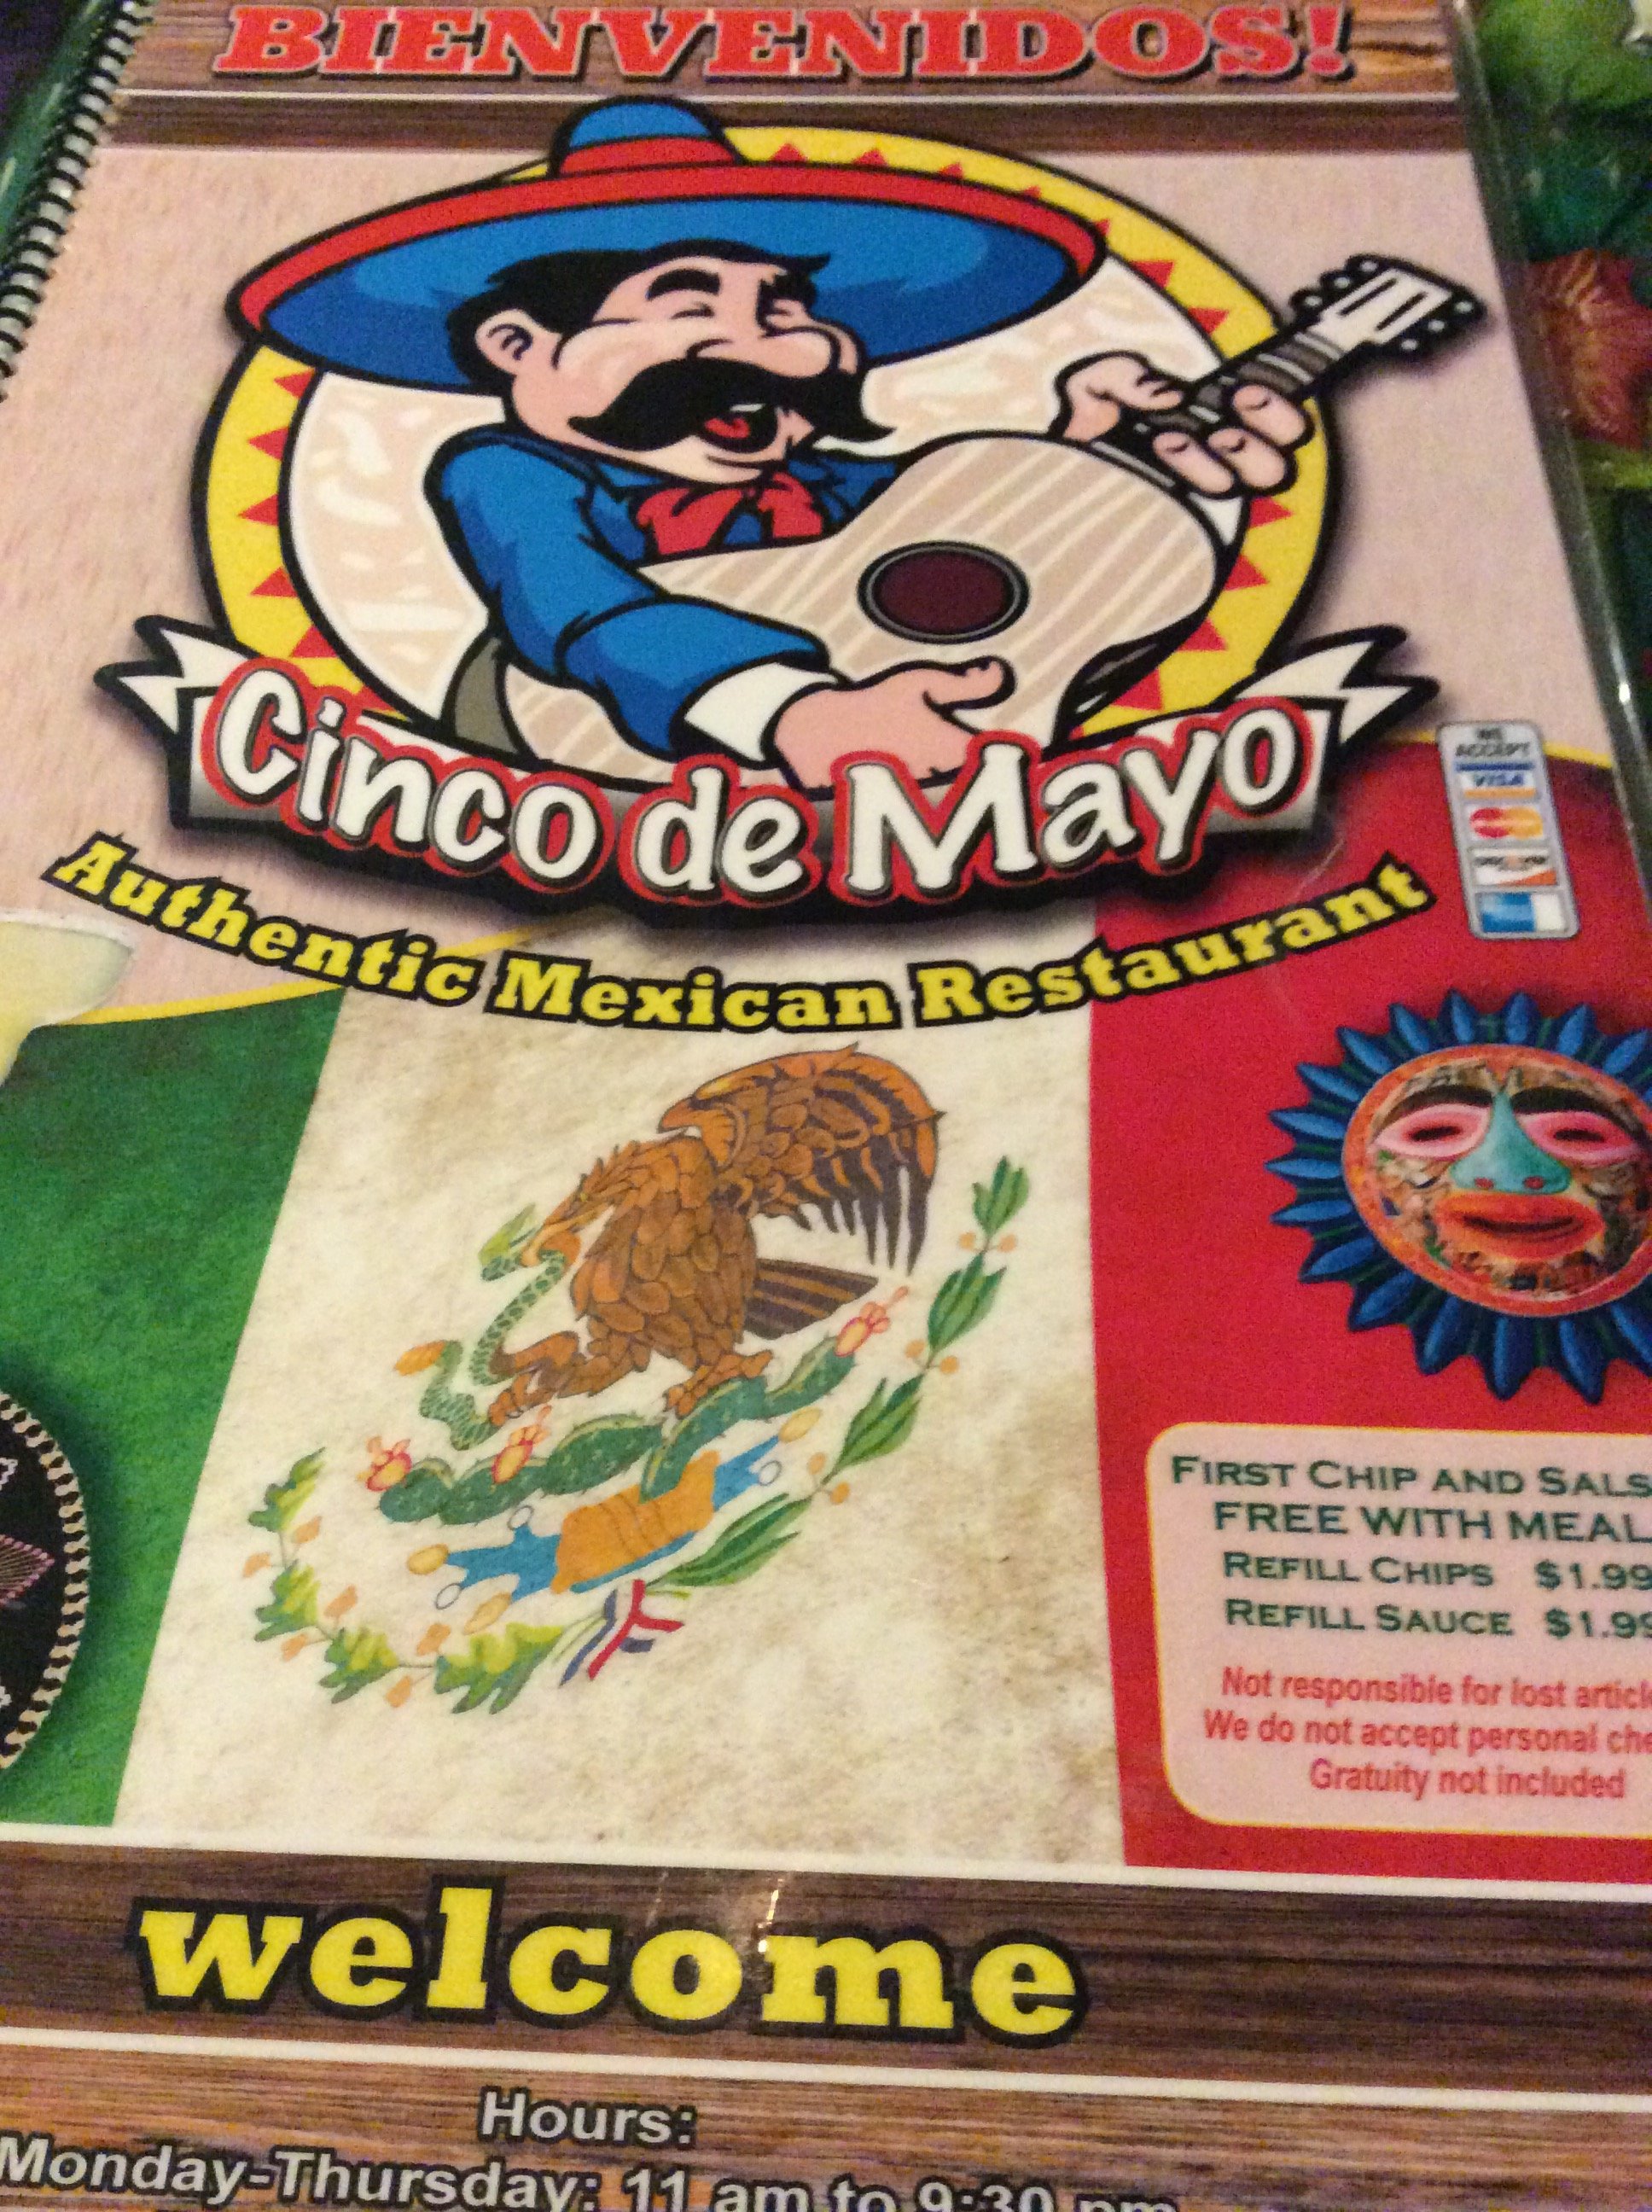 BIENVENIDOS!
Cinco de Mayo
Authentic Mexican Restaurant
WE
ACCEPT
VISA
FIRST CHIP AND SALS
FREE WITH MEAL
REFILL CHIPS $1.99
REFILL SAUCE $1.99
Not responsible for lost
We do not accept personal
Gratuity not included
welcome
Hours:
Monday-Thursday: 11 am to 9:30 pm